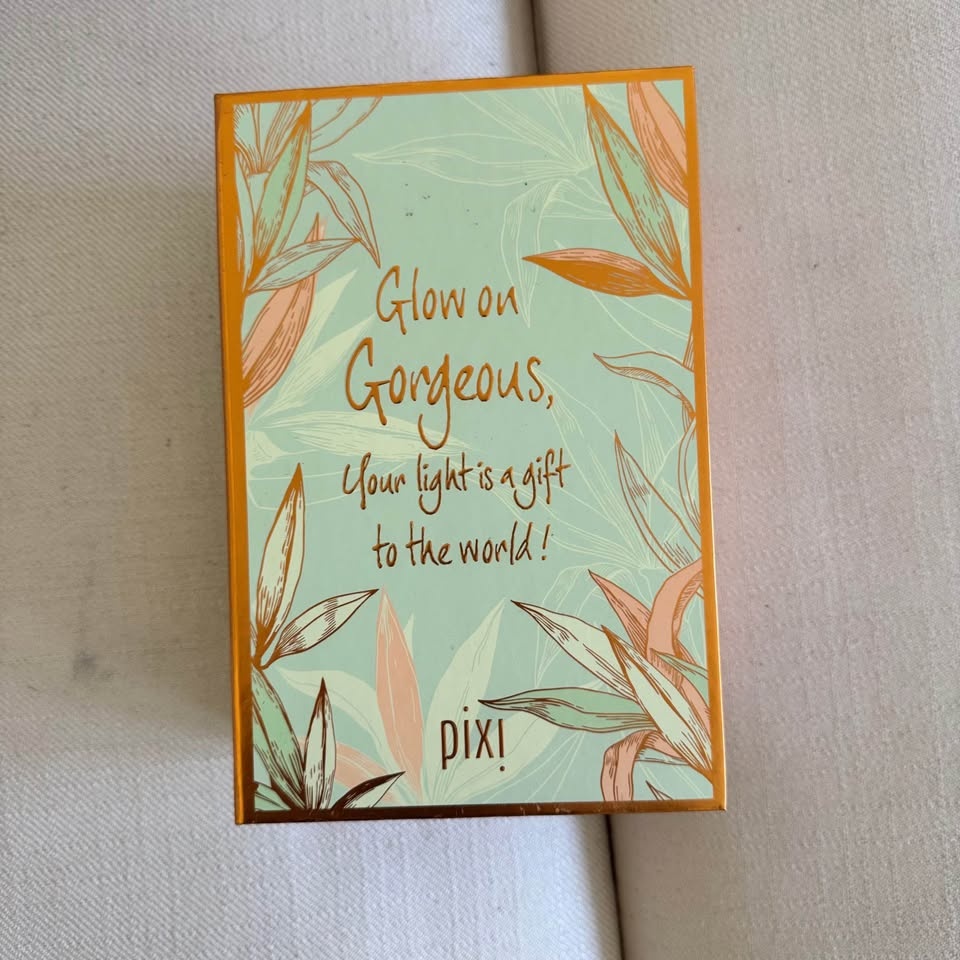 Glow on
Gorgeous,
Your light is a gift
to the world!
pixi